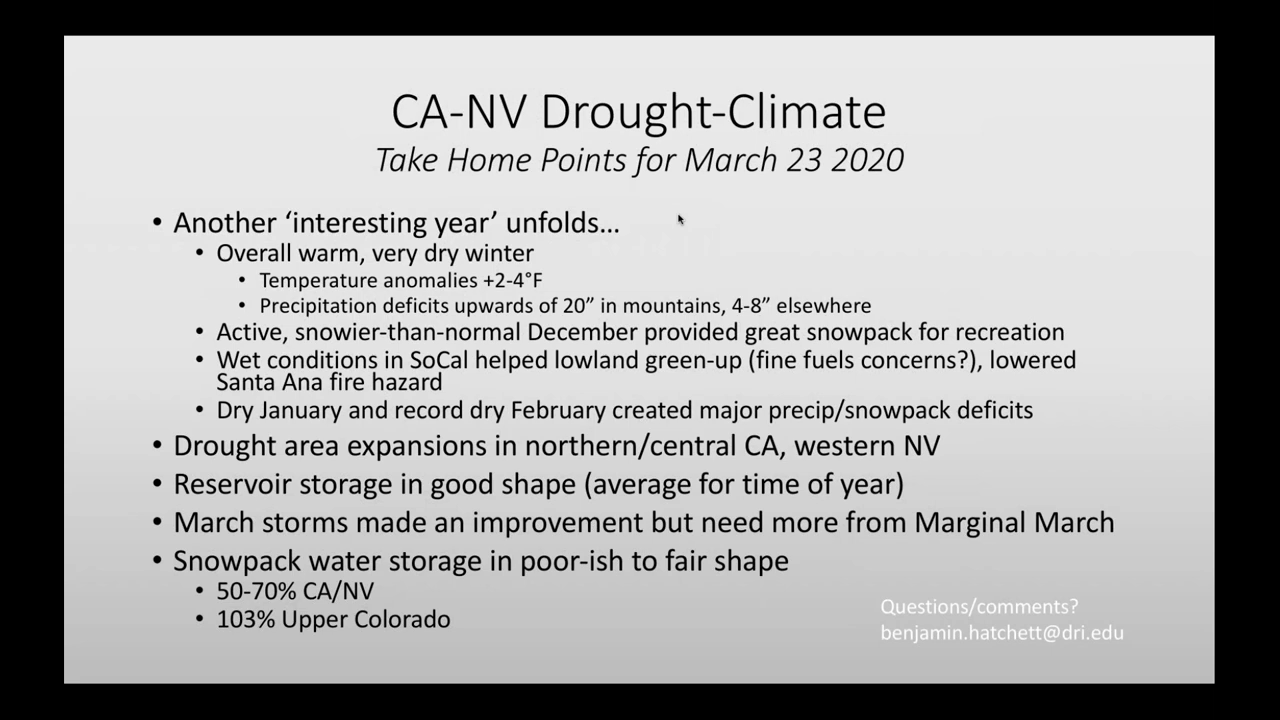 CA-NV Drought-Climate
Take Home Points for March 23 2020
• Another ‘interesting year’ unfolds...
• Overall warm, very dry winter
• Temperature anomalies +2-4°F
• Precipitation deficits upwards of 20” in mountains, 4-8” elsewhere
• Active, snowier-than-normal December provided great snowpack for recreation
• Wet conditions in SoCal helped lowland green-up (fine fuels concerns?), lowered
Santa Ana fire hazard
• Dry January and record dry February created major precip/snowpack deficits
• Drought area expansions in northern/central CA, western NV
• Reservoir storage in good shape (average for time of year)
• March storms made an improvement but need more from Marginal March
• Snowpack water storage in poor-ish to fair shape
• 50-70% CA/NV
• 103% Upper Colorado
Questions/comments?
benjamin.hatchett@dri.edu